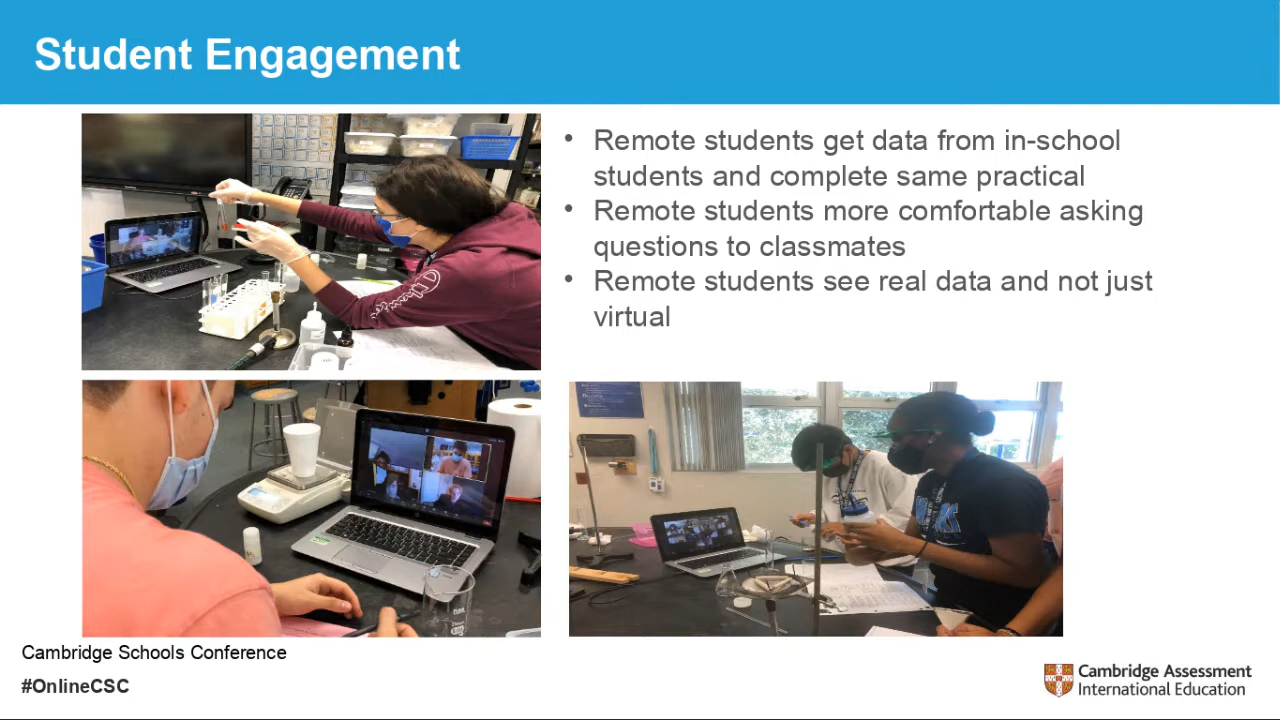 Student Engagement
• Remote students get data from in-school
students and complete same practical
• Remote students more comfortable asking
questions to classmates
• Remote students see real data and not just
virtual
Cambridge Schools Conference
#OnlineCSC
Cambridge Assessment
International Education